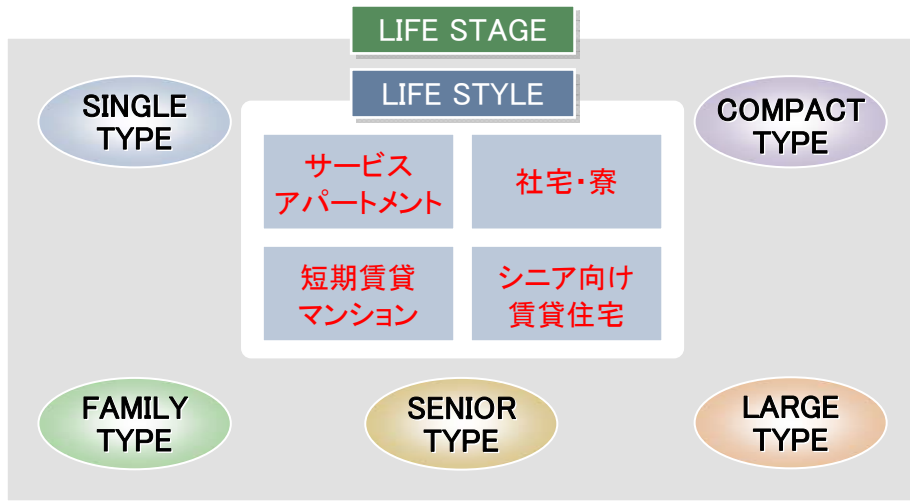 LIFE STAGE
LIFE STYLE
SINGLE
TYPE
COMPACT
TYPE
サービス
アパートメント
社宅・寮
短期賃貸
マンション
シニア向け
賃貸住宅
FAMILY
TYPE
SENIOR
TYPE
LARGE
TYPE